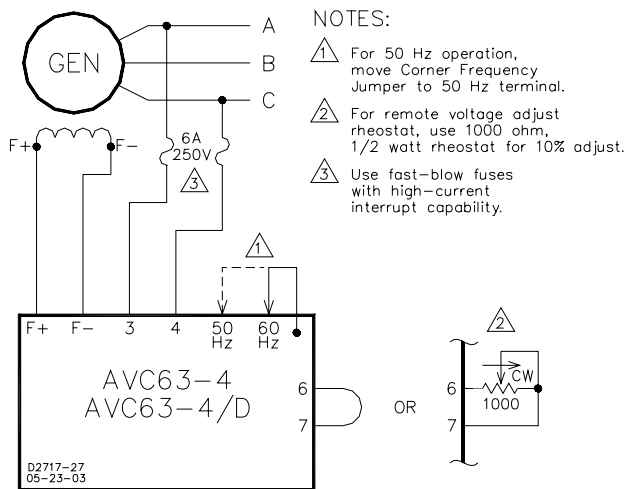 GEN
A
B
C
F+
F-
6A
250V
3
1
F+
F-
3
4
50
Hz
60
Hz
AVC63-4
AVC63-4/D
6
7
D2717-27
05-23-03
OR
2
6
7
CW
1000
NOTES:
1 For 50 Hz operation,
move Corner Frequency
Jumper to 50 Hz terminal.
2 For remote voltage adjust
rheostat, use 1000 ohm,
1/2 watt rheostat for 10% adjust.
3 Use fast-blow fuses
with high-current
interrupt capability.